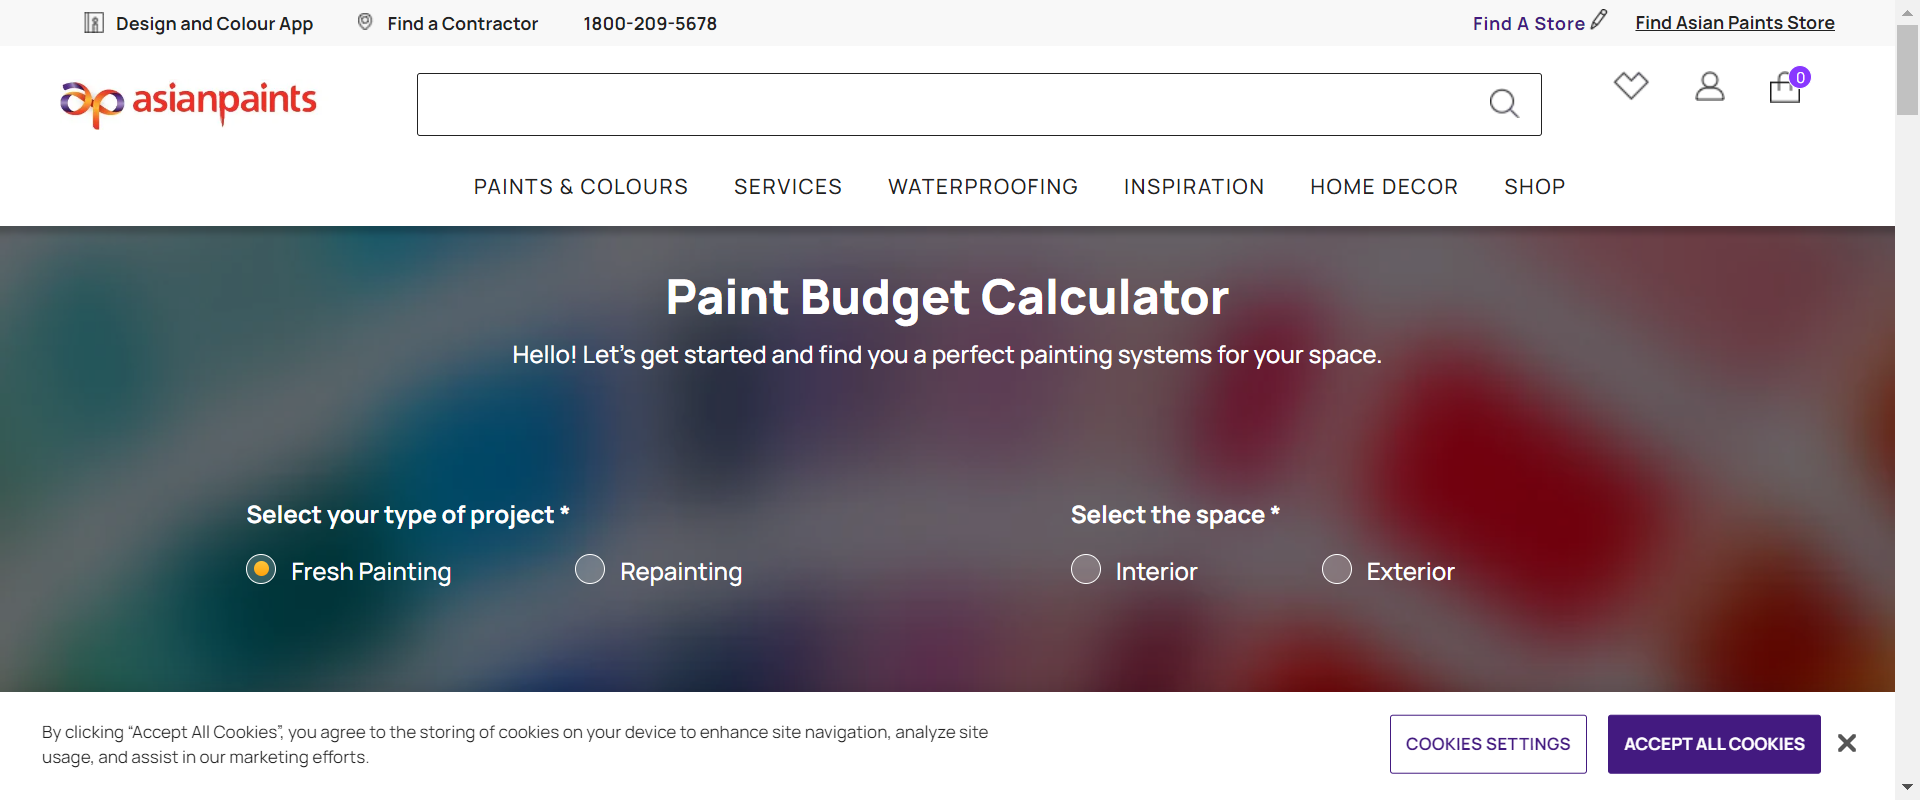 Design and Colour App
Find a Contractor
1800-209-5678
Find A Store
Find Asian Paints Store
asianpaints
0
PAINTS & COLOURS
SERVICES
WATERPROOFING
INSPIRATION
HOME DECOR
SHOP
Paint Budget Calculator
Hello! Let's get started and find you a perfect painting systems for your space.
Select your type of project *
Select the space *
Fresh Painting
Repainting
Interior
Exterior
By clicking “Accept All Cookies”, you agree to the storing of cookies on your device to enhance site navigation, analyze site
usage, and assist in our marketing efforts.
COOKIES SETTINGS
ACCEPT ALL COOKIES